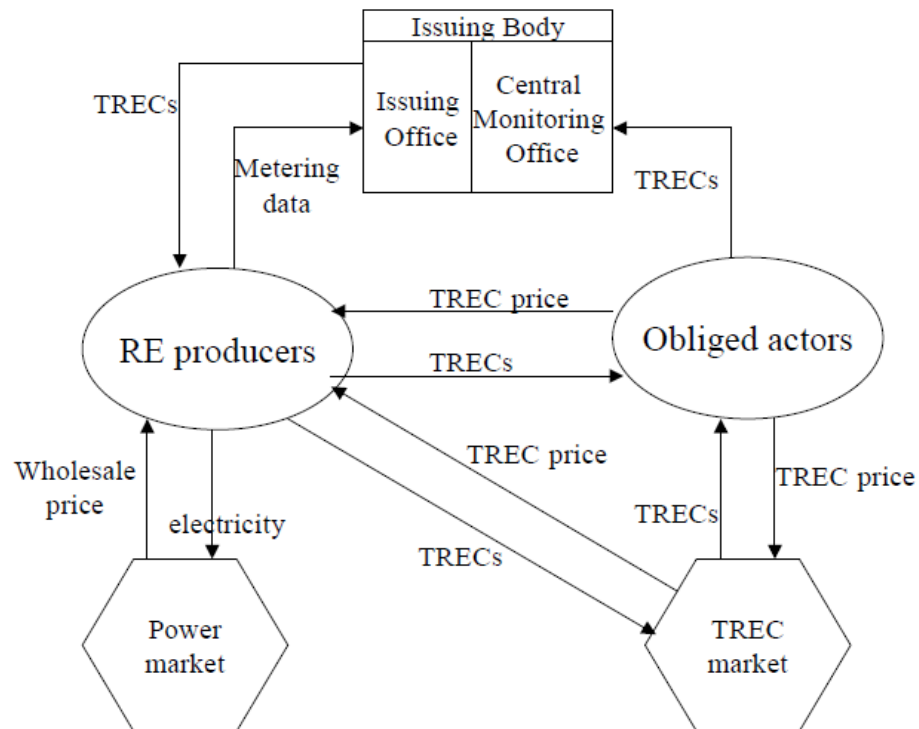 Issuing Body
Issuing
Office
Central
Monitoring
Office
TRECs
Metering
data
TRECs
TREC price
RE producers
Obliged actors
TRECs
TREC price
Wholesale
price
electricity
TRECs
TRECs
TREC price
Power
market
TREC
market